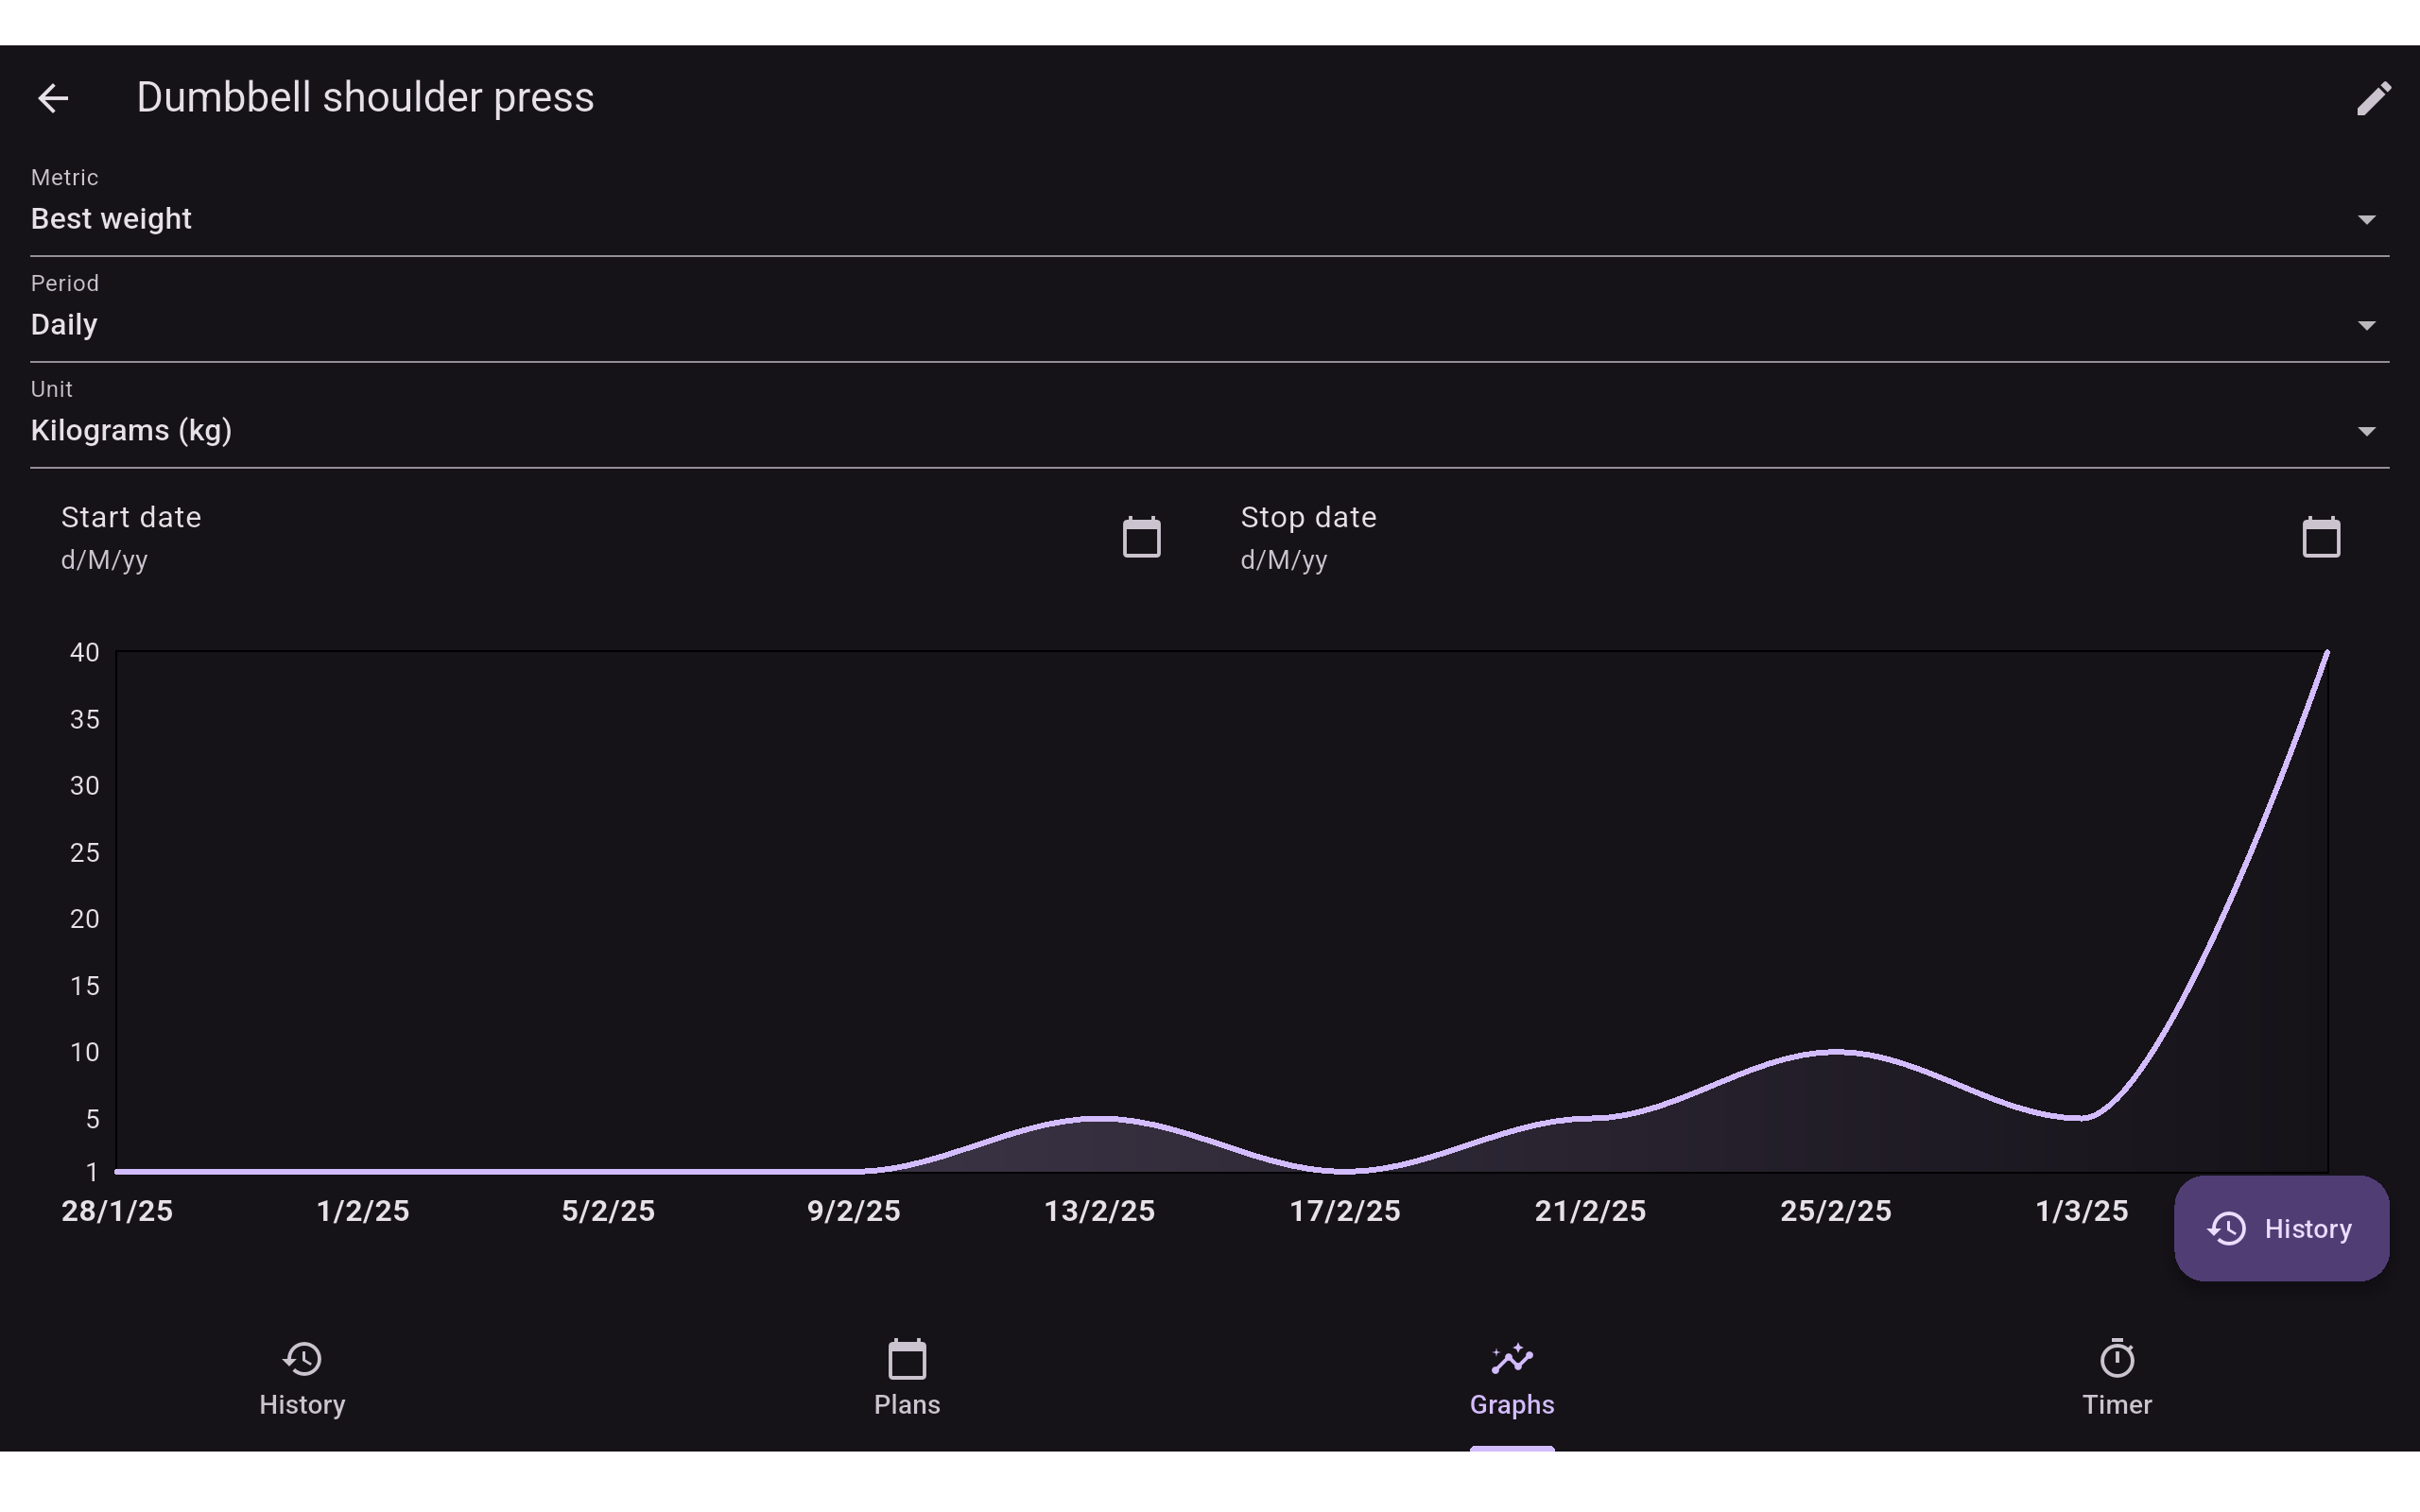 Dumbbell shoulder press
Metric
Best weight
Period
Daily
Unit
Kilograms (kg)
Start date
d/M/yy
Stop date
d/M/yy
40
35
30
25
20
15
10
5
1
28/1/25 1/2/25 5/2/25 9/2/25 13/2/25 17/2/25 21/2/25 25/2/25 1/3/25
History
History Plans Graphs Timer